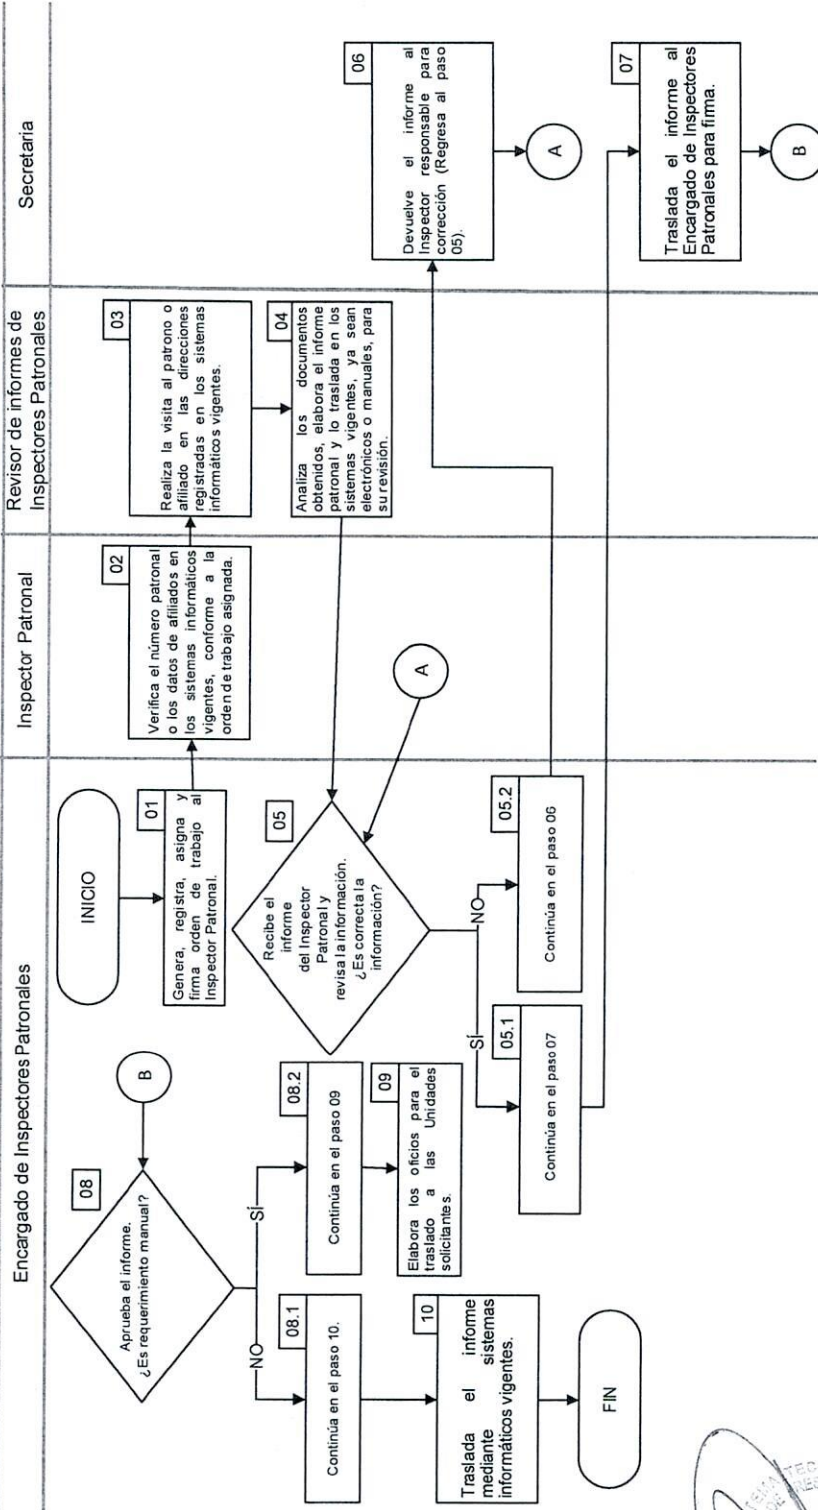 Encargado de Inspectores Patronales
Inspector Patronal
Revisor de informes de
Inspectores Patronales
Secretaria
INICIO
01
Genera, registra, asigna y
firma orden de trabajo al
Inspector Patronal.
02
Verifica el número patronal
o los datos de afiliados en
los sistemas informáticos
vigentes, conforme a la
orden de trabajo asignada.
03
Realiza la visita al patrono o
afiliado en las direcciones
registradas en los sistemas
informáticos vigentes.
04
Analiza los documentos
obtenidos, elabora el informe
patronal y lo traslada en los
sistemas vigentes, ya sean
electrónicos o manuales, para
su revisión.
A
05
Recibe el
informe
del Inspector
Patronal y
revisa la información.
¿Es correcta la
información?
SÍ
NO
05.1
Continúa en el paso 07
05.2
Continúa en el paso 06
06
Devuelve el informe al
Inspector responsable para
corrección (Regresa al paso
05).
A
07
Traslada el informe al
Encargado de Inspectores
Patronales para firma.
B
B
08
Aprueba el informe.
¿Es requerimiento manual?
NO
SÍ
08.1
Continúa en el paso 10.
08.2
Continúa en el paso 09
09
Elabora los oficios para el
traslado a las Unidades
solicitantes.
10
Traslada el informe
mediante sistemas
informáticos vigentes.
FIN